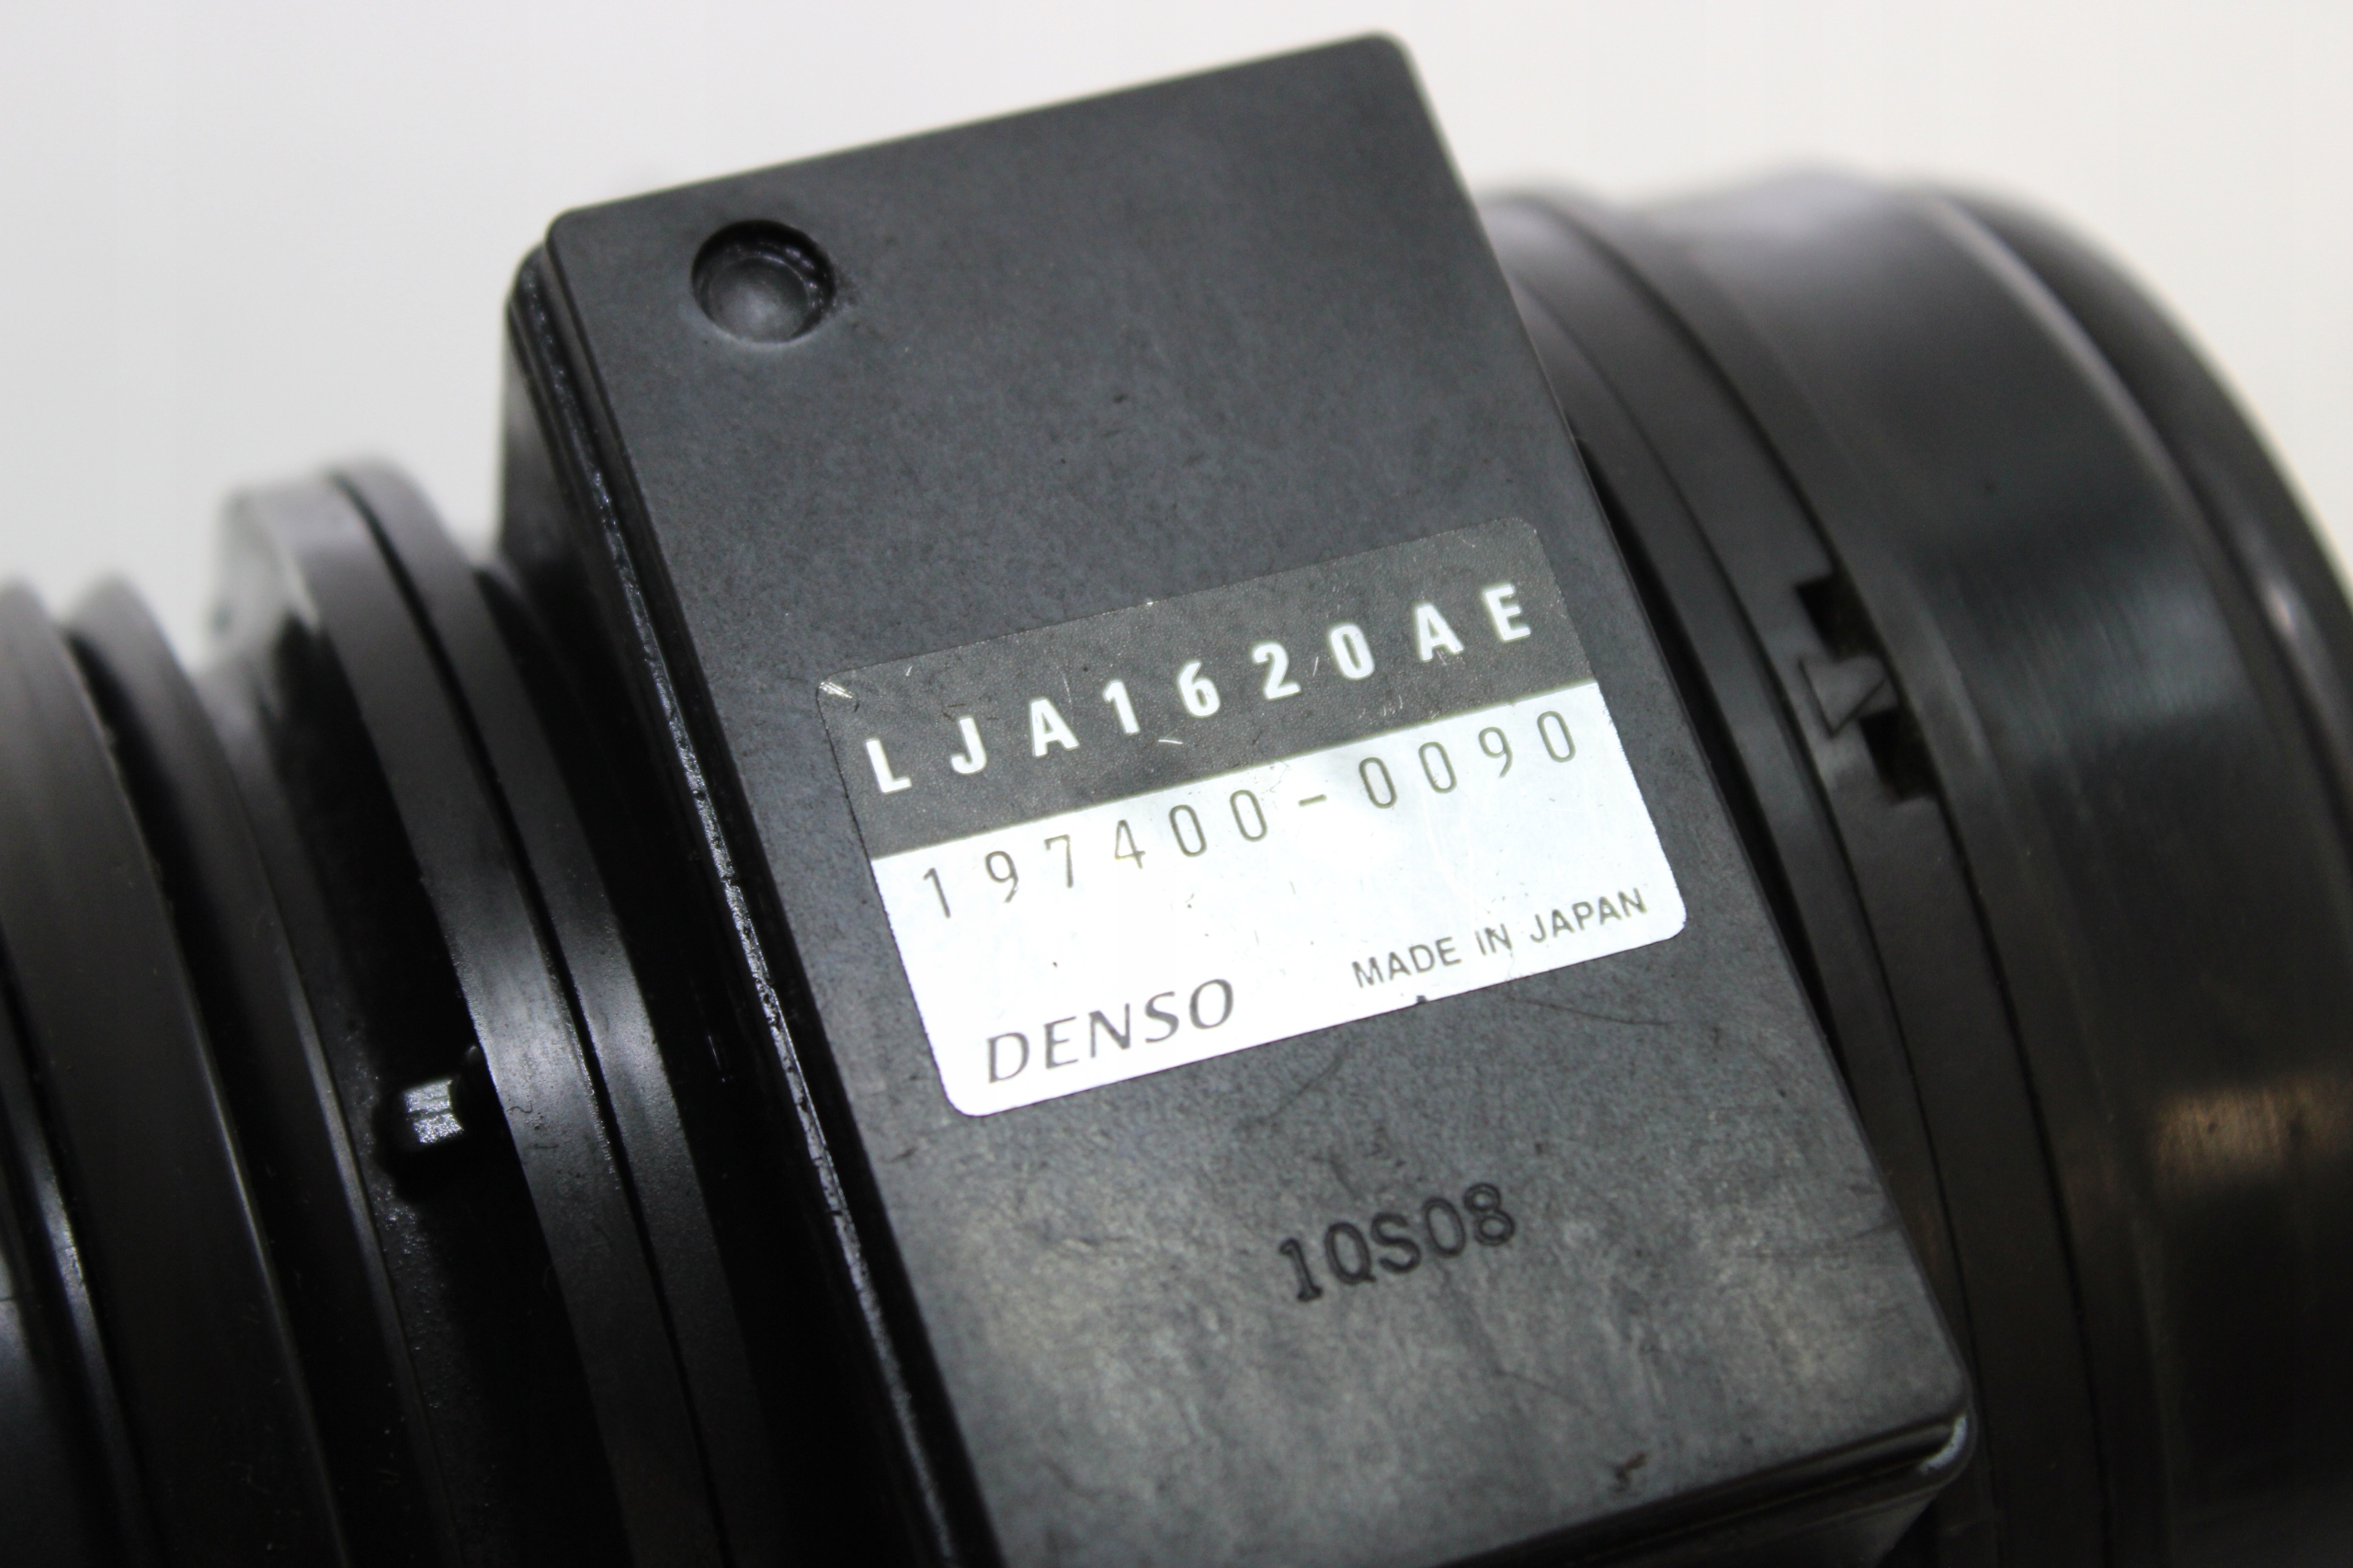 LJA1620AE
197400-0090
DENSO
MADE IN JAPAN
1QS08